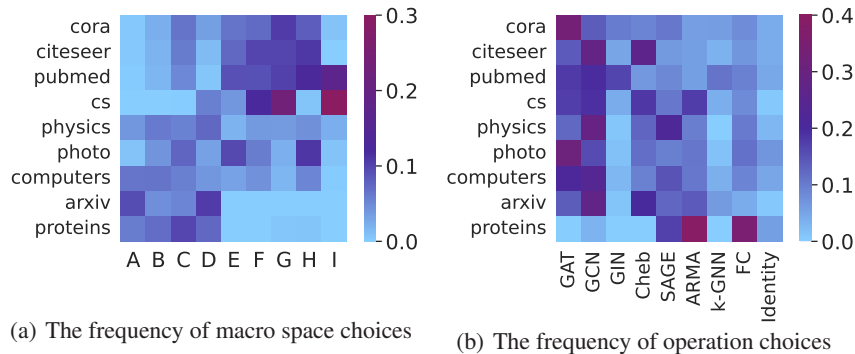 cora
citeseer
pubmed
cs
physics
photo
computers
arxiv
proteins
A B C D E F G H I
0.3
0.2
0.1
0.0
(a) The frequency of macro space choices
cora
citeseer
pubmed
cs
physics
photo
computers
arxiv
proteins
GAT GCN GIN Cheb SAGE ARMA k-GNN FC Identity
0.4
0.3
0.2
0.1
0.0
(b) The frequency of operation choices